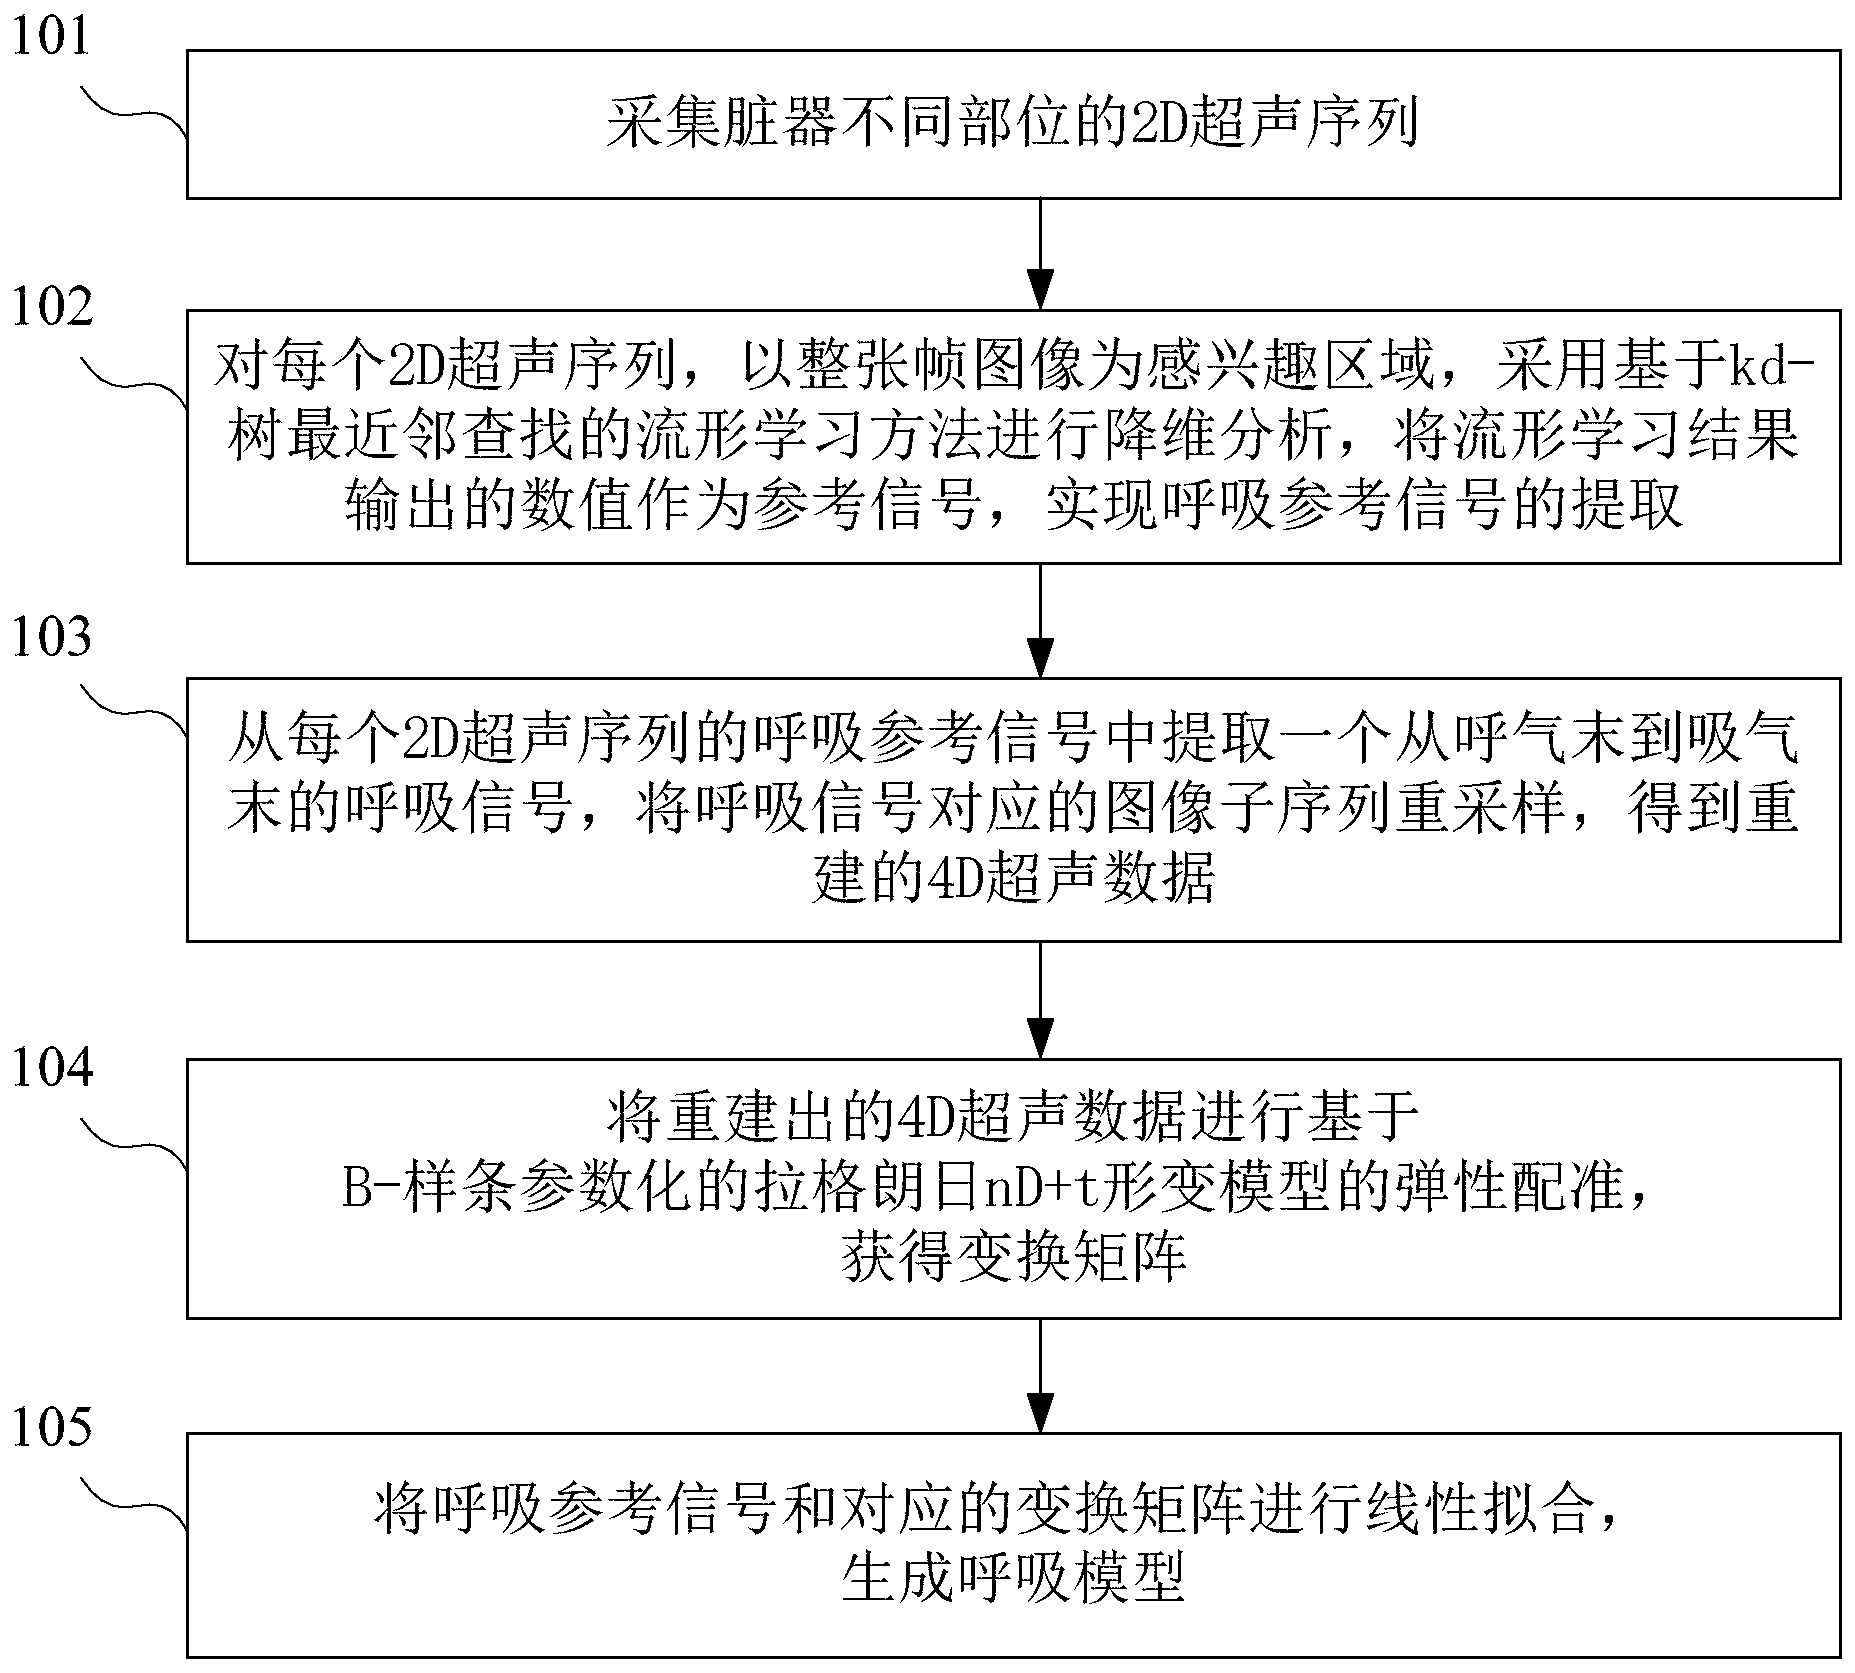 101
采集脏器不同部位的2D超声序列
102
对每个2D超声序列，以整张帧图像为感兴趣区域，采用基于kd-
树最近邻查找的流形学习方法进行降维分析，将流形学习结果
输出的数值作为参考信号，实现呼吸参考信号的提取
103
从每个2D超声序列的呼吸参考信号中提取一个从呼气末到吸气
末的呼吸信号，将呼吸信号对应的图像子序列重采样，得到重
建的4D超声数据
104
将重建出的4D超声数据进行基于
B-样条参数化的拉格朗日nD+t形变模型的弹性配准，
获得变换矩阵
105
将呼吸参考信号和对应的变换矩阵进行线性拟合，
生成呼吸模型